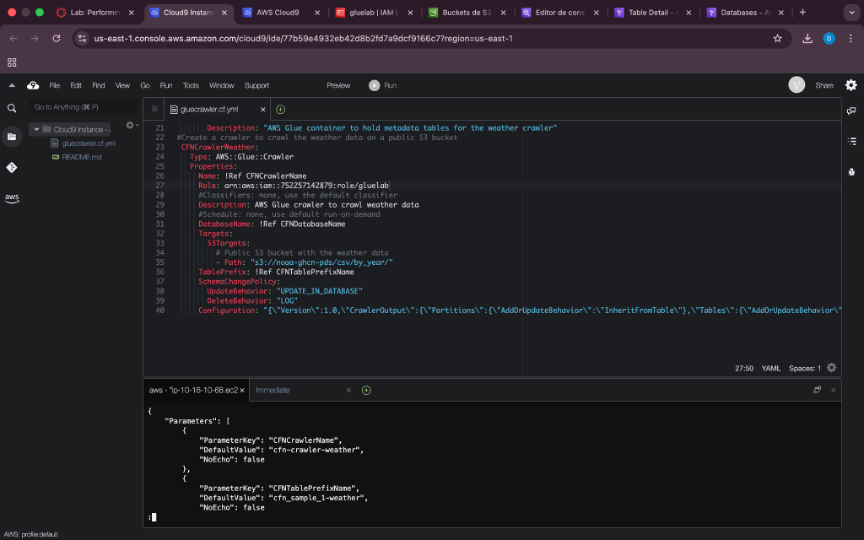 Lab: Performin
Cloud9 Instanc
AWS Cloud9
gluelab | IAM |
Buckets de S3
Editor de cons
Table Detail - A
Databases - A
us-east-1.console.aws.amazon.com/cloud9/ide/77b59e4932eb42d8b2fd7a9dcf9166c7?region=us-east-1
D
File Edit Find View Go Run Tools Window Support Preview Run
V Share
Go to Anything (⌘ P)
gluecrawler.cf.yml
Cloud9 Instance - 
gluecrawler.cf.yml
README.md
aws
21 Description: "AWS Glue container to hold metadata tables for the weather crawler"
22 #Create a crawler to crawl the weather data on a public S3 bucket
23 CFNCrawlerWeather:
24 Type: AWS::Glue::Crawler
25 Properties:
26 Name: !Ref CFNCrawlerName
27 Role: arn:aws:iam::752257142879:role/gluelab
28 #Classifiers: none, use the default classifier
29 Description: AWS Glue crawler to crawl weather data
30 #Schedule: none, use default run-on-demand
31 DatabaseName: !Ref CFNDatabaseName
32 Targets:
33 S3Targets:
34 # Public S3 bucket with the weather data
35 - Path: "s3://noaa-ghcn-pds/csv/by_year/"
36 TablePrefix: !Ref CFNTablePrefixName
37 SchemaChangePolicy:
38 UpdateBehavior: "UPDATE_IN_DATABASE"
39 DeleteBehavior: "LOG"
40 Configuration: "{\"Version\":1.0,\"CrawlerOutput\":{\"Partitions\":{\"AddOrUpdateBehavior\":\"InheritFromTable\"},\"Tables\":{\"AddOrUpdateBehavior\"
27:50 YAML Spaces: 1
aws - "ip-10-16-10-68.ec2
Immediate
{
"Parameters": [
{
"ParameterKey": "CFNCrawlerName",
"DefaultValue": "cfn-crawler-weather",
"NoEcho": false
},
{
"ParameterKey": "CFNTablePrefixName",
"DefaultValue": "cfn_sample_1-weather",
"NoEcho": false
:
AWS: profile:default